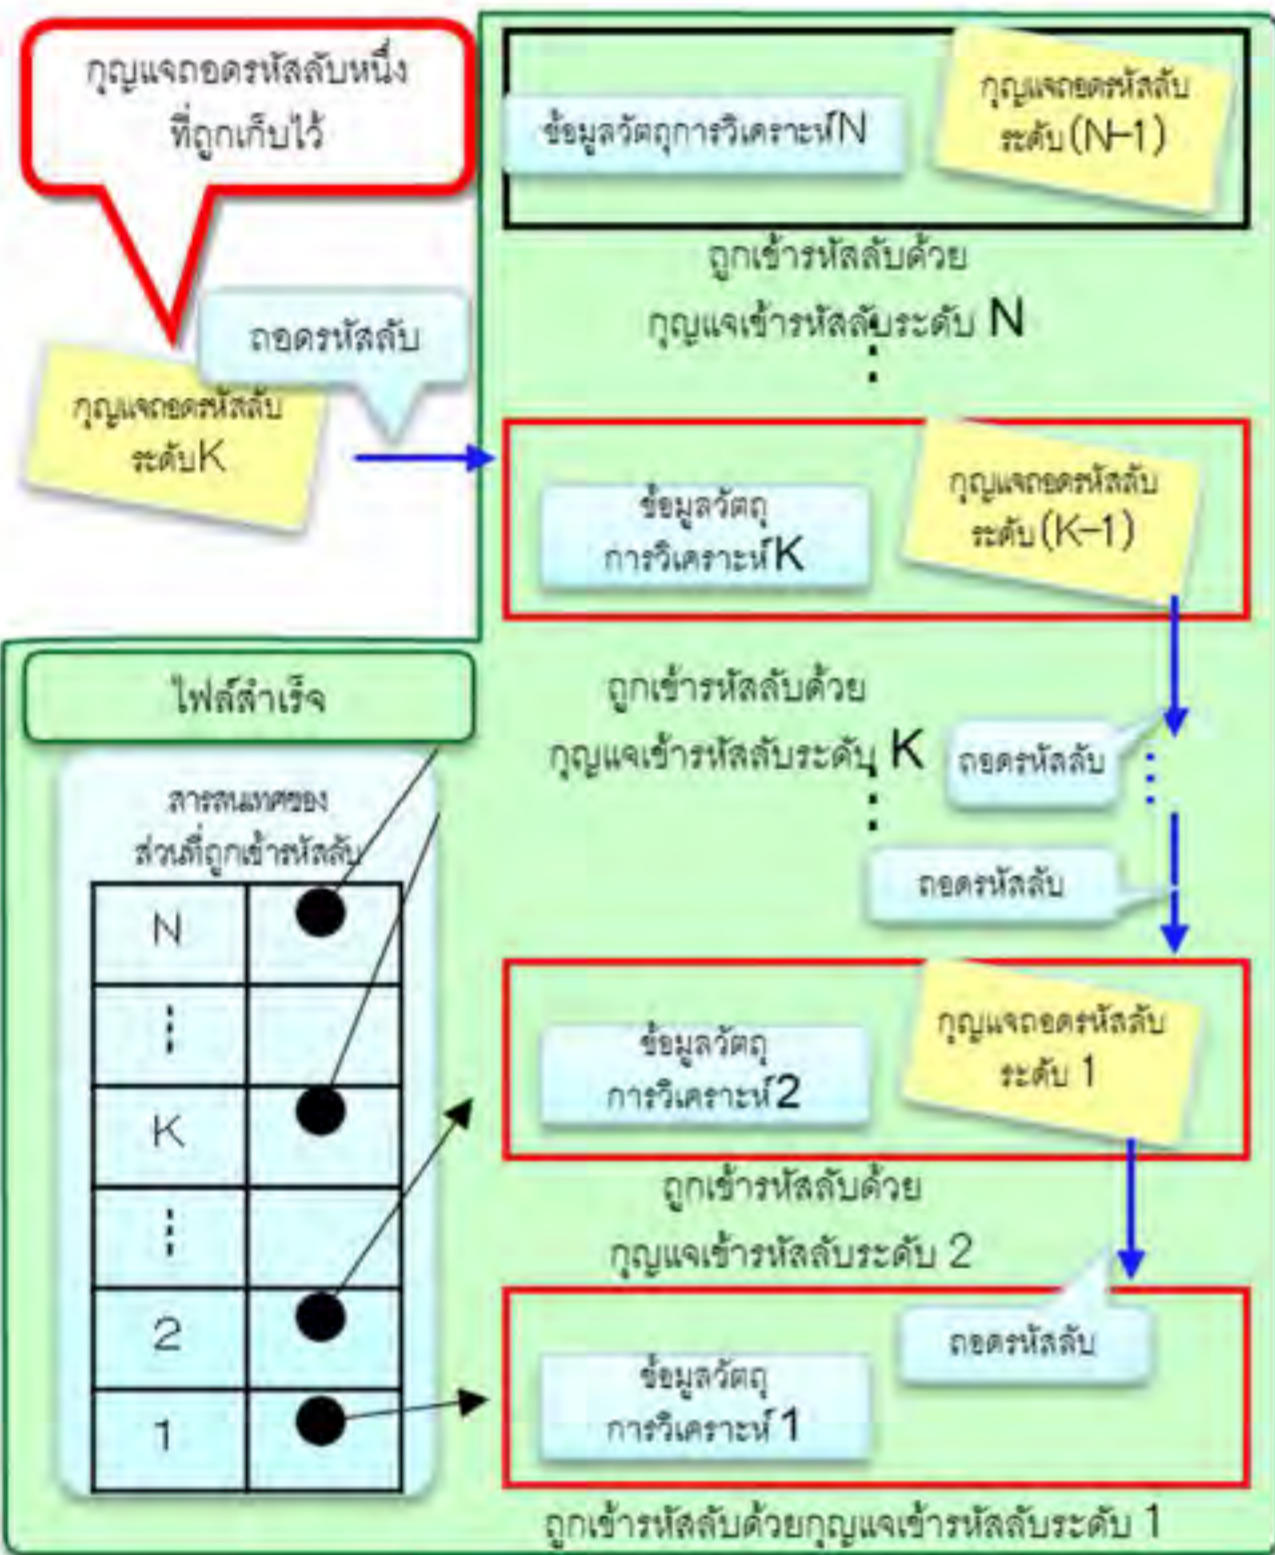 กุญแจถอดรหัสลับหนึ่ง
ที่ถูกเก็บไว้
ถอดรหัสลับ
กุญแจถอดรหัสลับ
ระดับK
ข้อมูลวัตถุการวิเคราะห์N
กุญแจถอดรหัสลับ
ระดับ(N-1)
ถูกเข้ารหัสลับด้วย
กุญแจเข้ารหัสลับระดับ N
ข้อมูลวัตถุ
การวิเคราะห์K
กุญแจถอดรหัสลับ
ระดับ(K-1)
ถูกเข้ารหัสลับด้วย
กุญแจเข้ารหัสลับระดับ K
ถอดรหัสลับ
ถอดรหัสลับ
ไฟล์สำเร็จ
สารสนเทศของ
ส่วนที่ถูกเข้ารหัสลับ
N
K
2
1
ข้อมูลวัตถุ
การวิเคราะห์2
กุญแจถอดรหัสลับ
ระดับ 1
ถูกเข้ารหัสลับด้วย
กุญแจเข้ารหัสลับระดับ 2
ถอดรหัสลับ
ข้อมูลวัตถุ
การวิเคราะห์1
ถูกเข้ารหัสลับด้วยกุญแจเข้ารหัสลับระดับ 1